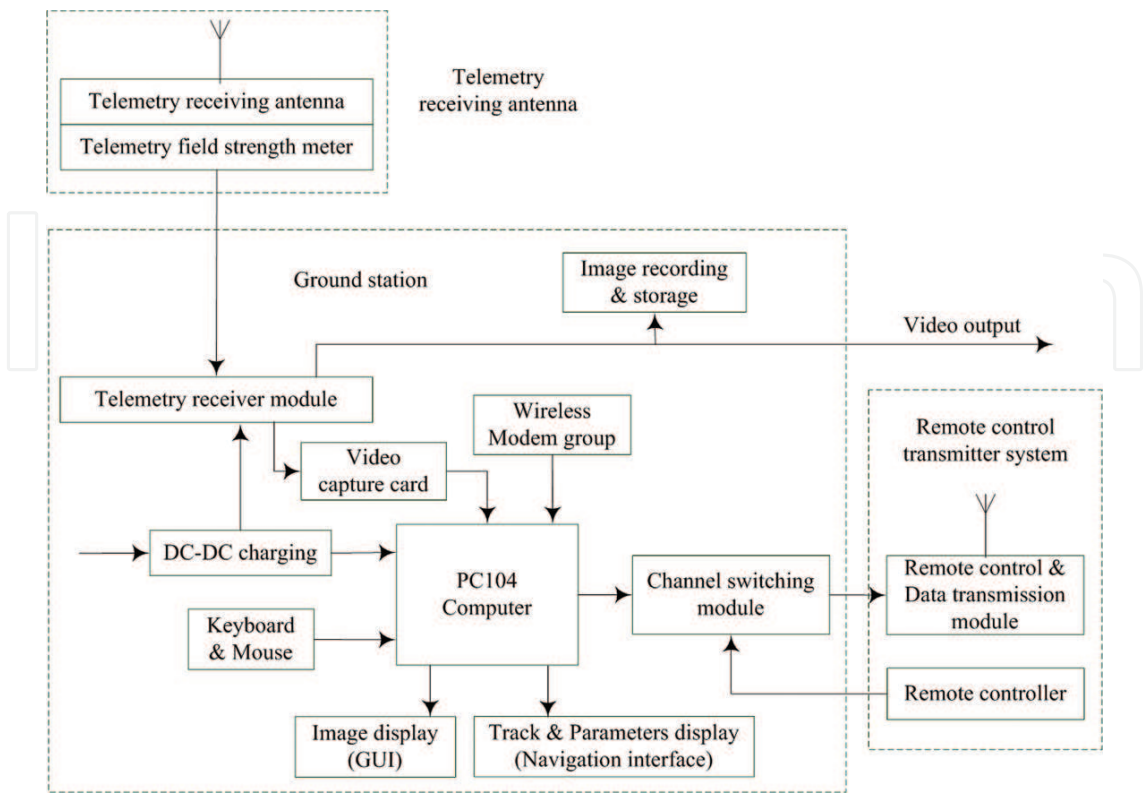 Telemetry receiving antenna
Telemetry field strength meter
Telemetry
receiving antenna
Ground station
Image recording
& storage
Video output
Telemetry receiver module
Wireless
Modem group
Video
capture card
Remote control
transmitter system
DC-DC charging
PC104
Computer
Channel switching
module
Remote control &
Data transmission
module
Keyboard
& Mouse
Remote controller
Image display
(GUI)
Track & Parameters display
(Navigation interface)